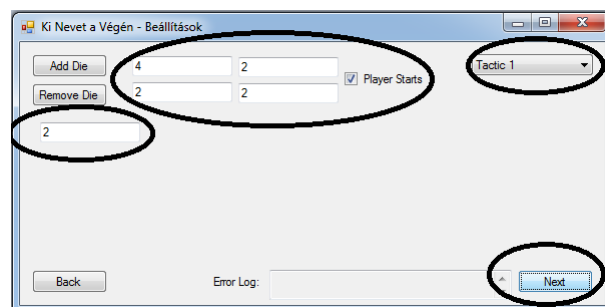 Ki Nevet a Végén - Beállítások
Add Die 4 2 Player Starts Tactic 1
Remove Die 2 2
2
Back Error Log: Next